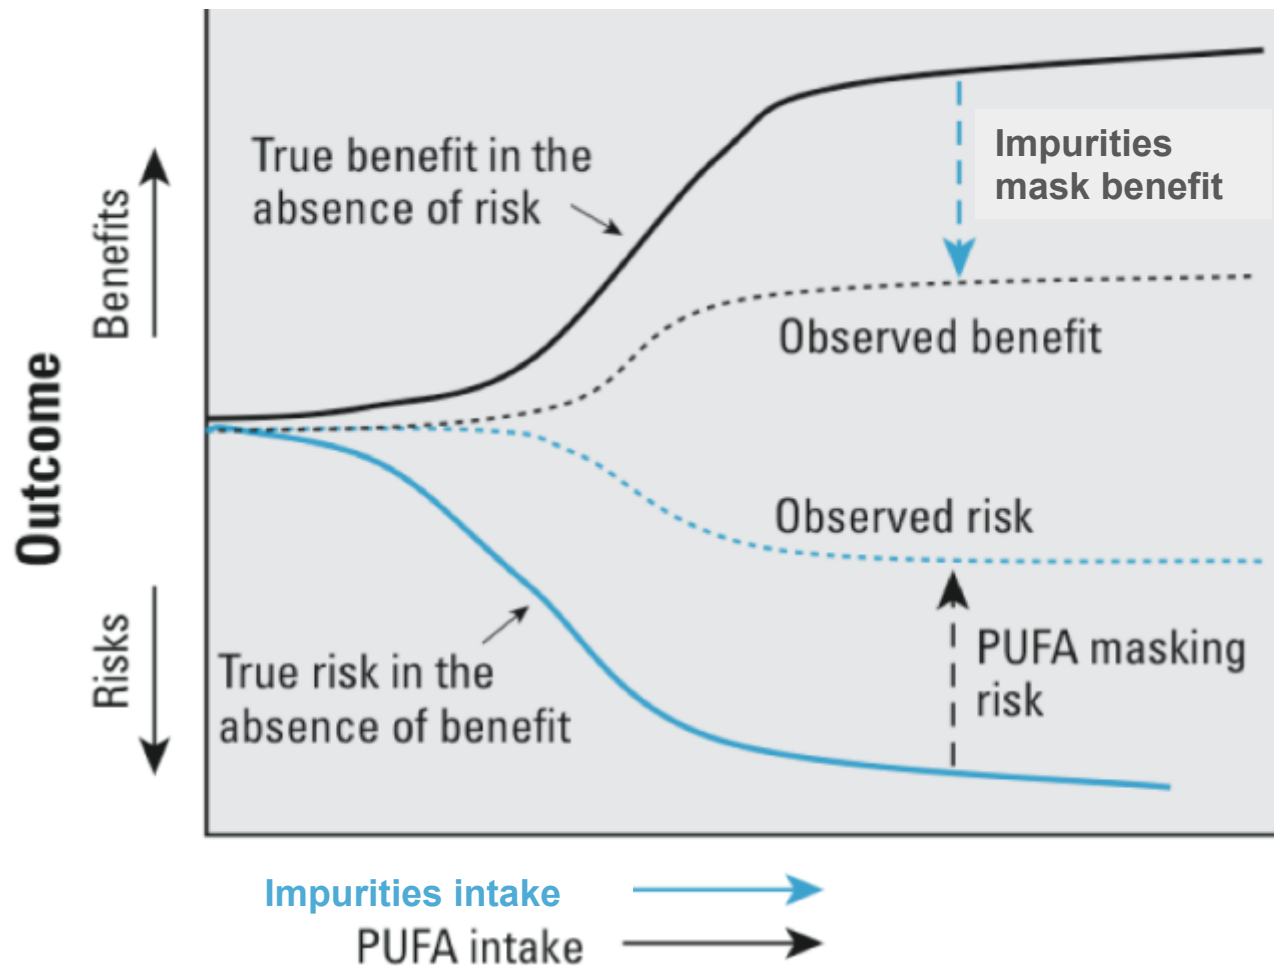 True benefit in the
absence of risk
Impurities
mask benefit
Benefits
Observed benefit
Outcome
Observed risk
Risks
True risk in the
absence of benefit
PUFA masking
risk
Impurities intake
PUFA intake